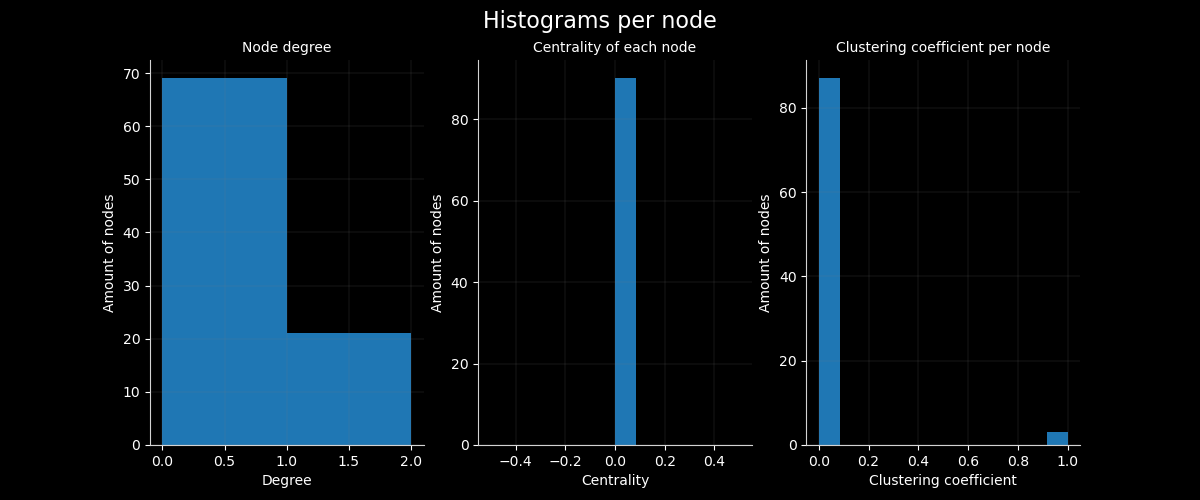 Histograms per node
Node degree
Amount of nodes
70
60
50
40
30
20
10
0
0.0 0.5 1.0 1.5 2.0
Degree
Centrality of each node
Amount of nodes
80
60
40
20
0
−0.4 −0.2 0.0 0.2 0.4
Centrality
Clustering coefficient per node
Amount of nodes
80
60
40
20
0
0.0 0.2 0.4 0.6 0.8 1.0
Clustering coefficient